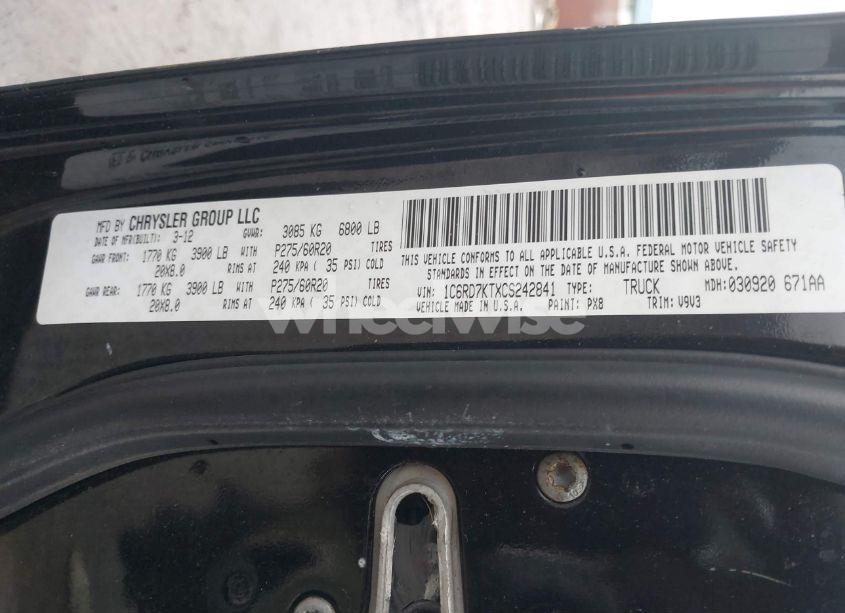 MFD BY CHRYSLER GROUP LLC
DATE OF MFR(BUILT): 3-12 GVWR: 3085 KG 6800 LB
GAWR FRONT: 1770 KG 3900 LB WITH P275/60R20 TIRES
20X8.0 RIMS AT 240 KPA ( 35 PSI) COLD
GAWR REAR: 1770 KG 3900 LB WITH P275/60R20 TIRES
20X8.0 RIMS AT 240 KPA ( 35 PSI) COLD
THIS VEHICLE CONFORMS TO ALL APPLICABLE U.S.A. FEDERAL MOTOR VEHICLE SAFETY
STANDARDS IN EFFECT ON THE DATE OF MANUFACTURE SHOWN ABOVE.
VIN: 1C6RD7KTXCS242841 TYPE: TRUCK MDH: 030920 671AA
VEHICLE MADE IN U.S.A. PAINT: PX8 TRIM: V9V3
wheelwise